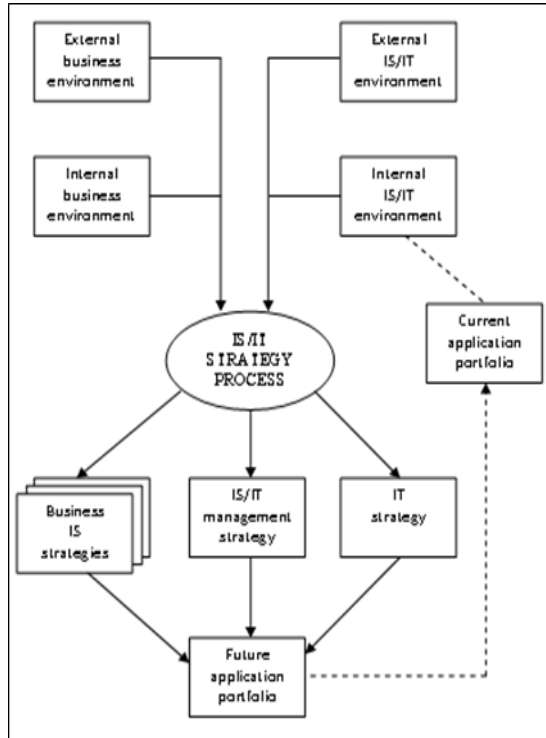 External
business
environment
External
IS/IT
environment
Internal
business
environment
Internal
IS/IT
environment
IS/IT
STRATEGY
PROCESS
Current
application
portfolio
Business
IS
strategies
IS/IT
management
strategy
IT
strategy
Future
application
portfolio